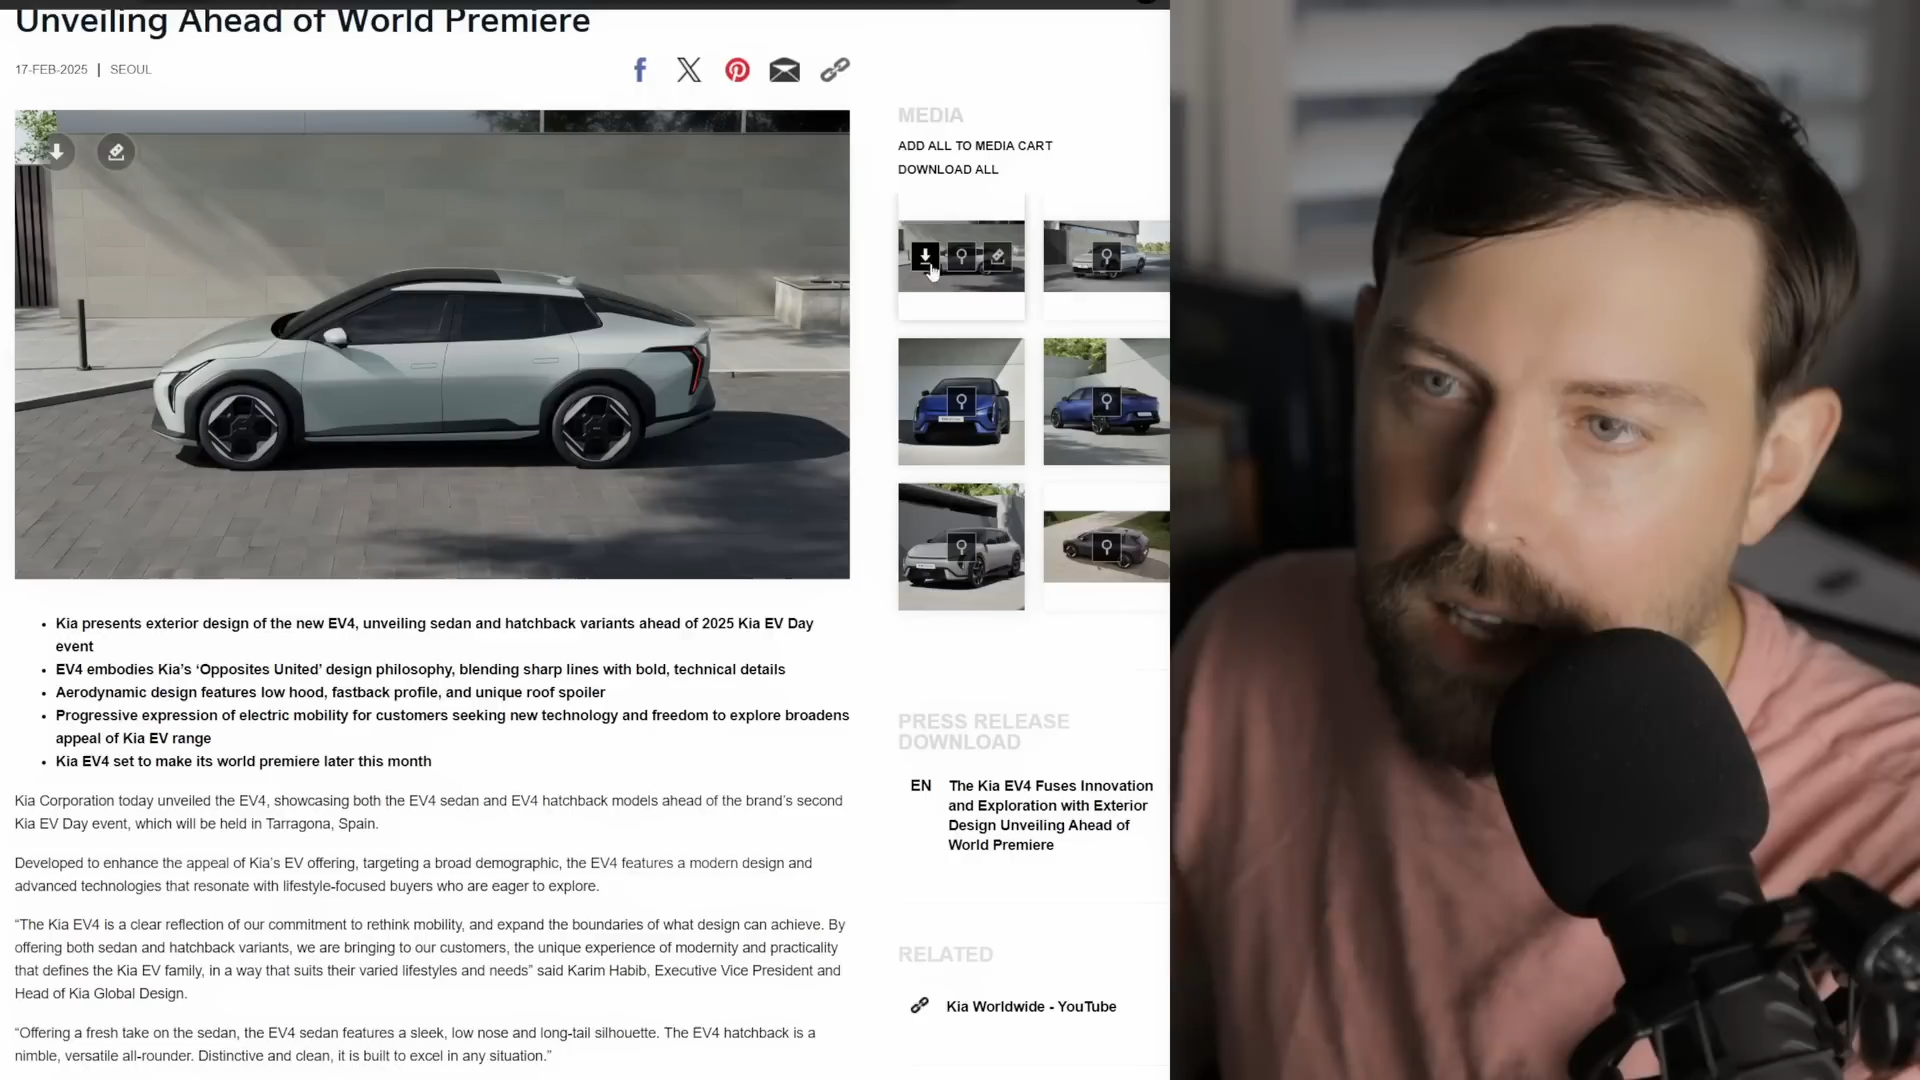 Unveiling Ahead of World Premiere
17-FEB-2025 | SEOUL
MEDIA
ADD ALL TO MEDIA CART
DOWNLOAD ALL
• Kia presents exterior design of the new EV4, unveiling sedan and hatchback variants ahead of 2025 Kia EV Day
event
• EV4 embodies Kia’s ‘Opposites United’ design philosophy, blending sharp lines with bold, technical details
• Aerodynamic design features low hood, fastback profile, and unique roof spoiler
• Progressive expression of electric mobility for customers seeking new technology and freedom to explore broadens
appeal of Kia EV range
• Kia EV4 set to make its world premiere later this month
Kia Corporation today unveiled the EV4, showcasing both the EV4 sedan and EV4 hatchback models ahead of the brand’s second
Kia EV Day event, which will be held in Tarragona, Spain.
Developed to enhance the appeal of Kia’s EV offering, targeting a broad demographic, the EV4 features a modern design and
advanced technologies that resonate with lifestyle-focused buyers who are eager to explore.
“The Kia EV4 is a clear reflection of our commitment to rethink mobility, and expand the boundaries of what design can achieve. By
offering both sedan and hatchback variants, we are bringing to our customers, the unique experience of modernity and practicality
that defines the Kia EV family, in a way that suits their varied lifestyles and needs” said Karim Habib, Executive Vice President and
Head of Kia Global Design.
“Offering a fresh take on the sedan, the EV4 sedan features a sleek, low nose and long-tail silhouette. The EV4 hatchback is a
nimble, versatile all-rounder. Distinctive and clean, it is built to excel in any situation.”
PRESS RELEASE
DOWNLOAD
EN The Kia EV4 Fuses Innovation
and Exploration with Exterior
Design Unveiling Ahead of
World Premiere
RELATED
Kia Worldwide - YouTube